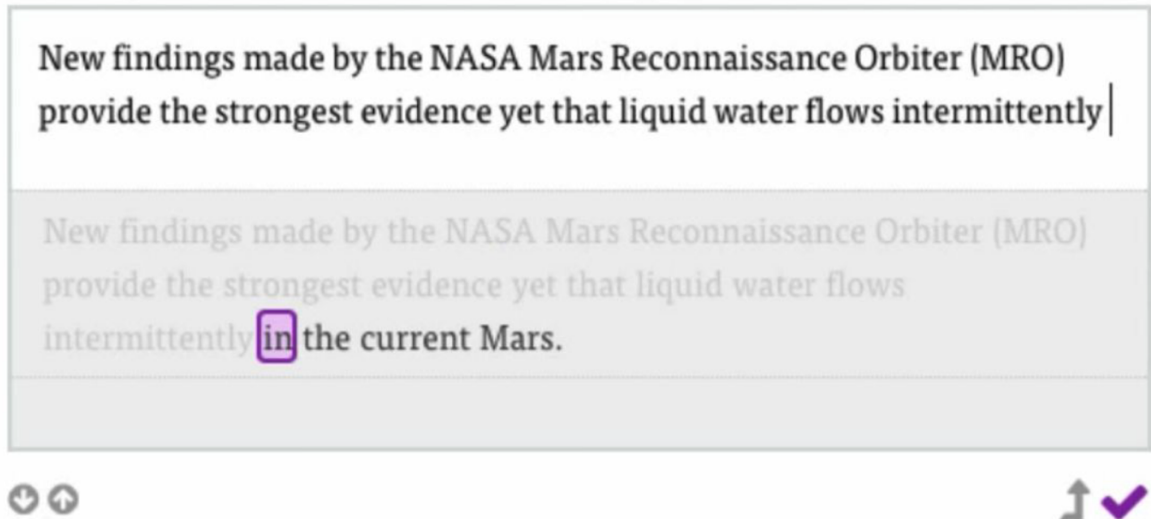 New findings made by the NASA Mars Reconnaissance Orbiter (MRO)
provide the strongest evidence yet that liquid water flows intermittently
New findings made by the NASA Mars Reconnaissance Orbiter (MRO)
provide the strongest evidence yet that liquid water flows
intermittently in the current Mars.